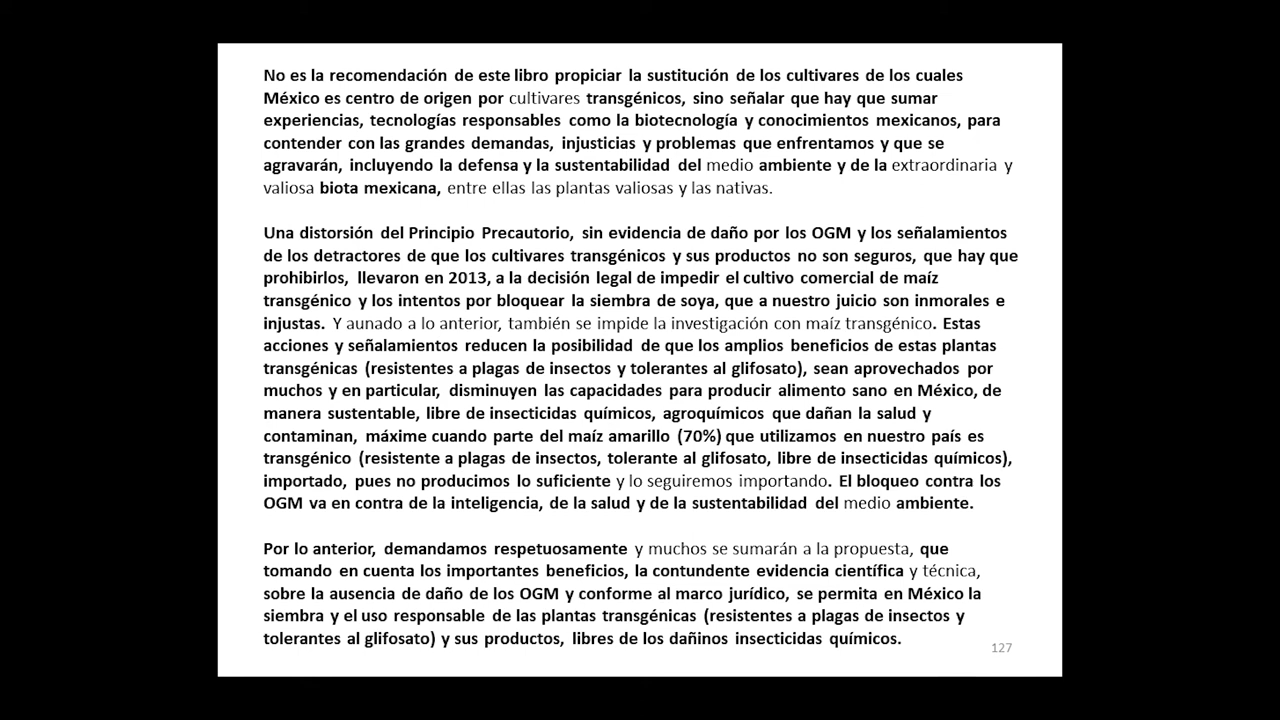 No es la recomendación de este libro propiciar la sustitución de los cultivares de los cuales
México es centro de origen por cultivares transgénicos, sino señalar que hay que sumar
experiencias, tecnologías responsables como la biotecnología y conocimientos mexicanos, para
contender con las grandes demandas, injusticias y problemas que enfrentamos y que se
agravarán, incluyendo la defensa y la sustentabilidad del medio ambiente y de la extraordinaria y
valiosa biota mexicana, entre ellas las plantas valiosas y las nativas.
Una distorsión del Principio Precautorio, sin evidencia de daño por los OGM y los señalamientos
de los detractores de que los cultivares transgénicos y sus productos no son seguros, que hay que
prohibirlos, llevaron en 2013, a la decisión legal de impedir el cultivo comercial de maíz
transgénico y los intentos por bloquear la siembra de soya, que a nuestro juicio son inmorales e
injustas. Y aunado a lo anterior, también se impide la investigación con maíz transgénico. Estas
acciones y señalamientos reducen la posibilidad de que los amplios beneficios de estas plantas
transgénicas (resistentes a plagas de insectos y tolerantes al glifosato), sean aprovechados por
muchos y en particular, disminuyen las capacidades para producir alimento sano en México, de
manera sustentable, libre de insecticidas químicos, agroquímicos que dañan la salud y
contaminan, máxime cuando parte del maíz amarillo (70%) que utilizamos en nuestro país es
transgénico (resistente a plagas de insectos, tolerante al glifosato, libre de insecticidas químicos),
importado, pues no producimos lo suficiente y lo seguiremos importando. El bloqueo contra los
OGM va en contra de la inteligencia, de la salud y de la sustentabilidad del medio ambiente.
Por lo anterior, demandamos respetuosamente y muchos se sumarán a la propuesta, que
tomando en cuenta los importantes beneficios, la contundente evidencia científica y técnica,
sobre la ausencia de daño de los OGM y conforme al marco jurídico, se permita en México la
siembra y el uso responsable de las plantas transgénicas (resistentes a plagas de insectos y
tolerantes al glifosato) y sus productos, libres de los dañinos insecticidas químicos.
127